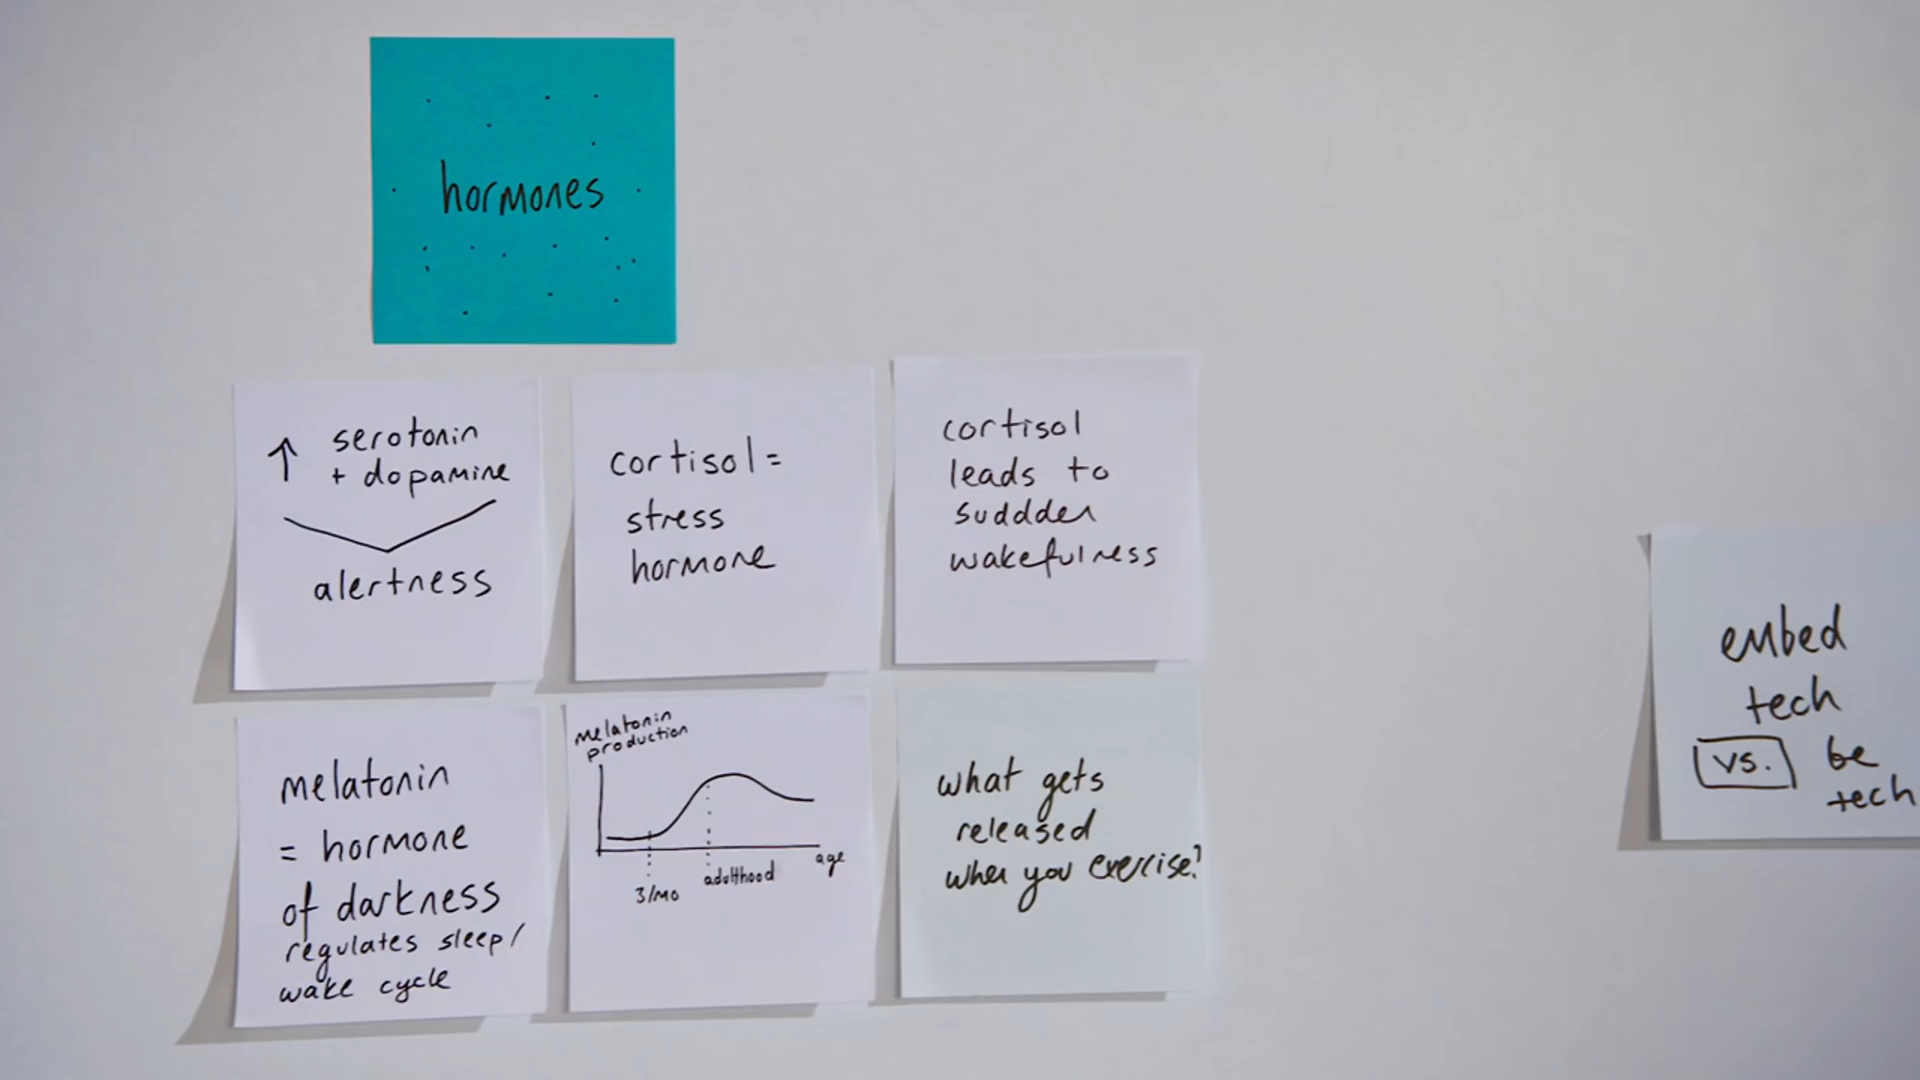 hormones
↑ serotonin
+ dopamine
alertness
cortisol =
stress
hormone
cortisol
leads to
suddden
wakefulness
melatonin
= hormone
of darkness
regulates sleep/
wake cycle
melatonin
production
age
3/mo
adulthood
what gets
released
when you exercise?
embed
tech
vs. be
tech